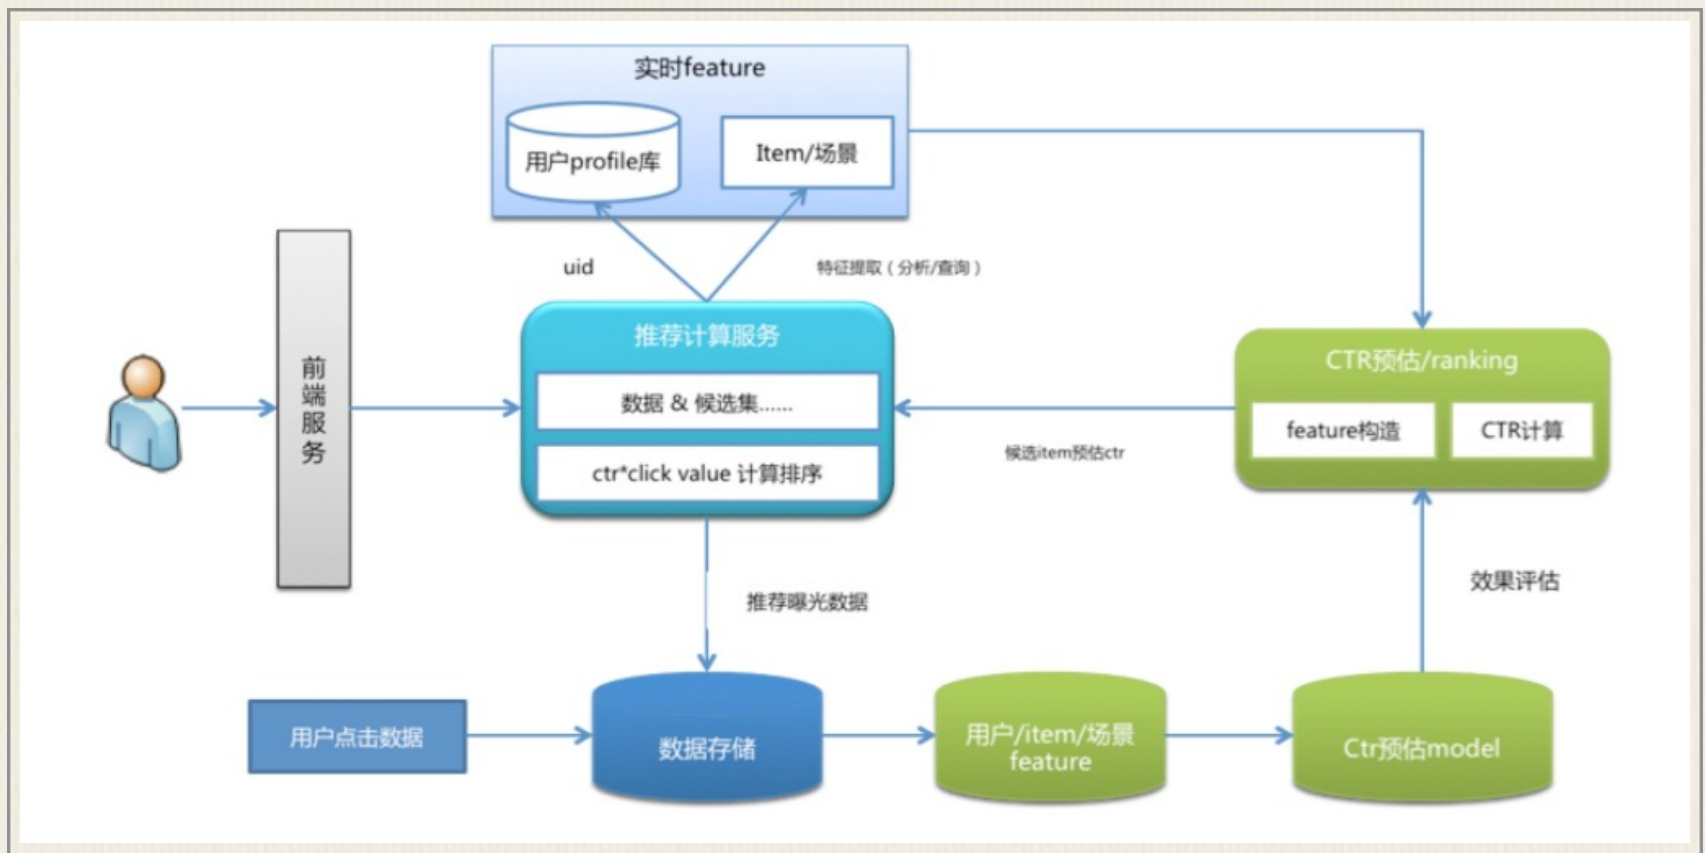 实时feature
用户profile库
Item/场景
uid
特征提取（分析/查询）
前端服务
推荐计算服务
数据 & 候选集......
ctr*click value 计算排序
CTR预估/ranking
feature构造
CTR计算
候选item预估ctr
推荐曝光数据
效果评估
用户点击数据
数据存储
用户/item/场景
feature
Ctr预估model